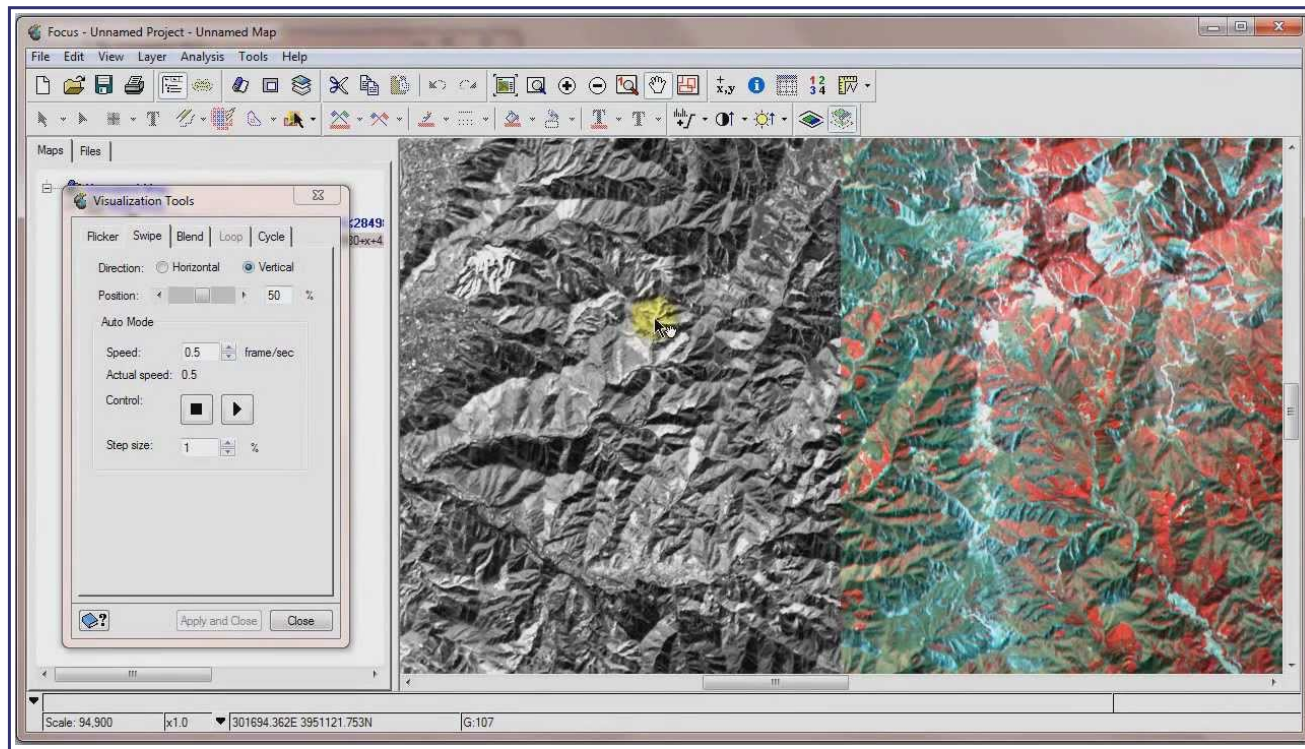 Focus - Unnamed Project - Unnamed Map
File Edit View Layer Analysis Tools Help
Maps Files
Visualization Tools
Flicker Swipe Blend Loop Cycle
Direction: Horizontal Vertical
Position: 50 %
Auto Mode
Speed: 0.5 frame/sec
Actual speed: 0.5
Control:
Step size: 1 %
Apply and Close Close
Scale: 94,900 x1.0 301694.362E 3951121.753N G:107